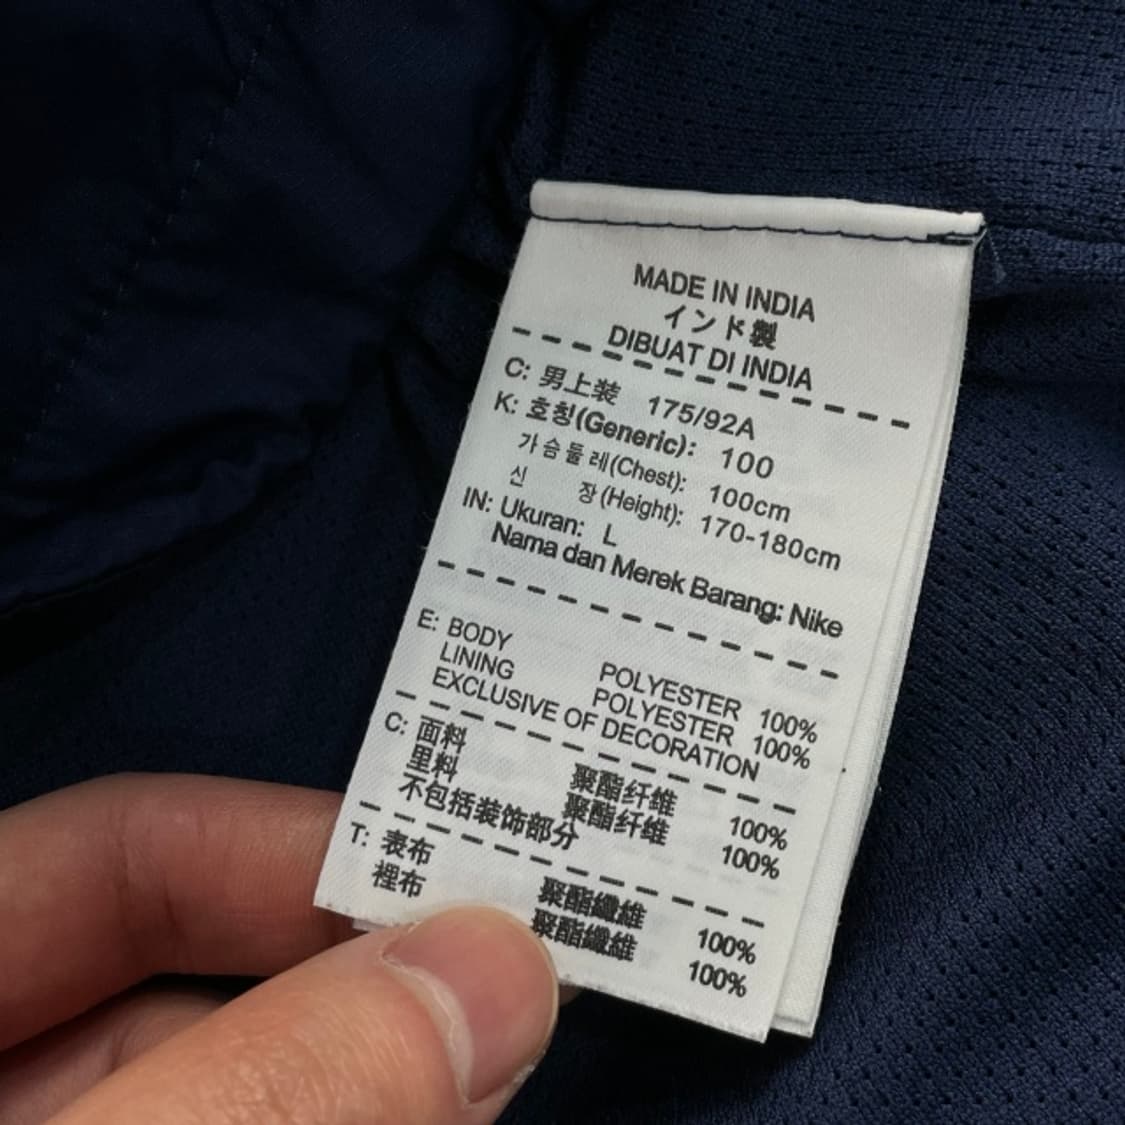 MADE IN INDIA
インド製
DIBUAT DI INDIA
C: 男上装 175/92A
K: 호칭(Generic): 100
가슴둘레(Chest): 100cm
신 장(Height): 170-180cm
IN: Ukuran: L
Nama dan Merek Barang: Nike
E: BODY POLYESTER 100%
LINING POLYESTER 100%
EXCLUSIVE OF DECORATION
C: 面料 聚酯纤维 100%
里料 聚酯纤维 100%
不包括装饰部分
T: 表布 聚酯纖維 100%
裡布 聚酯纖維 100%